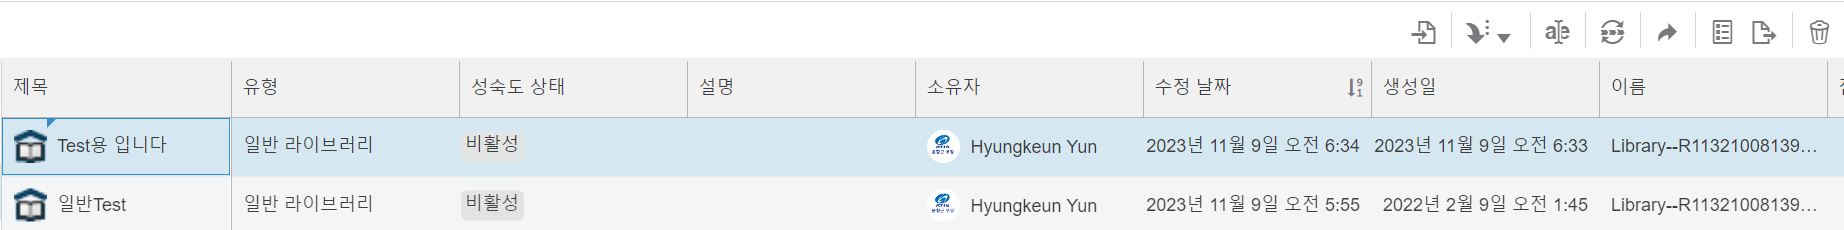 제목 유형 성숙도 상태 설명 소유자 수정 날짜 생성일 이름
Test용 입니다 일반 라이브러리 비활성 Hyungkeun Yun 2023년 11월 9일 오전 6:34 2023년 11월 9일 오전 6:33 Library--R11321008139...
일반Test 일반 라이브러리 비활성 Hyungkeun Yun 2023년 11월 9일 오전 5:55 2022년 2월 9일 오전 1:45 Library--R11321008139...